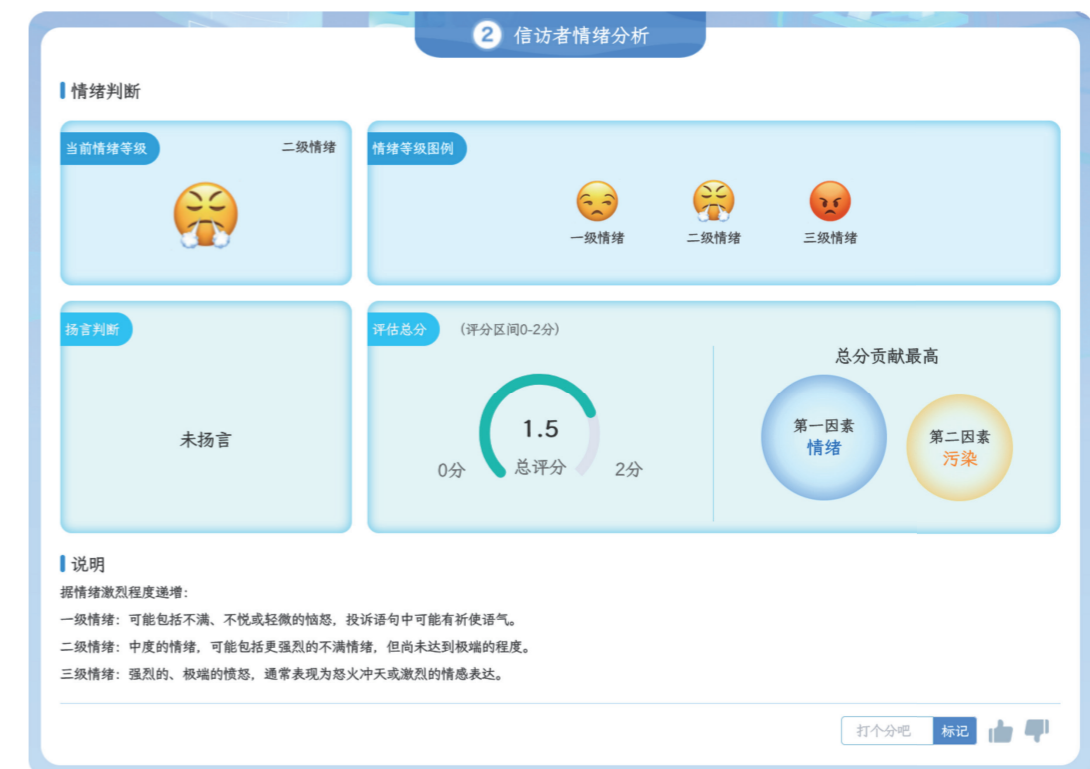 2 信访者情绪分析
情绪判断
当前情绪等级
二级情绪
情绪等级图例
一级情绪
二级情绪
三级情绪
扬言判断
未扬言
评估总分
(评分区间0-2分)
1.5
总评分
0分
2分
总分贡献最高
第一因素
情绪
第二因素
污染
说明
据情绪激烈程度递增:
一级情绪: 可能包括不满、不悦或轻微的恼怒, 投诉语句中可能有祈使语气。
二级情绪: 中度的情绪, 可能包括更强烈的不满情绪, 但尚未达到极端的程度。
三级情绪: 强烈的、极端的愤怒, 通常表现为怒火冲天或激烈的情感表达。
打个分吧
标记